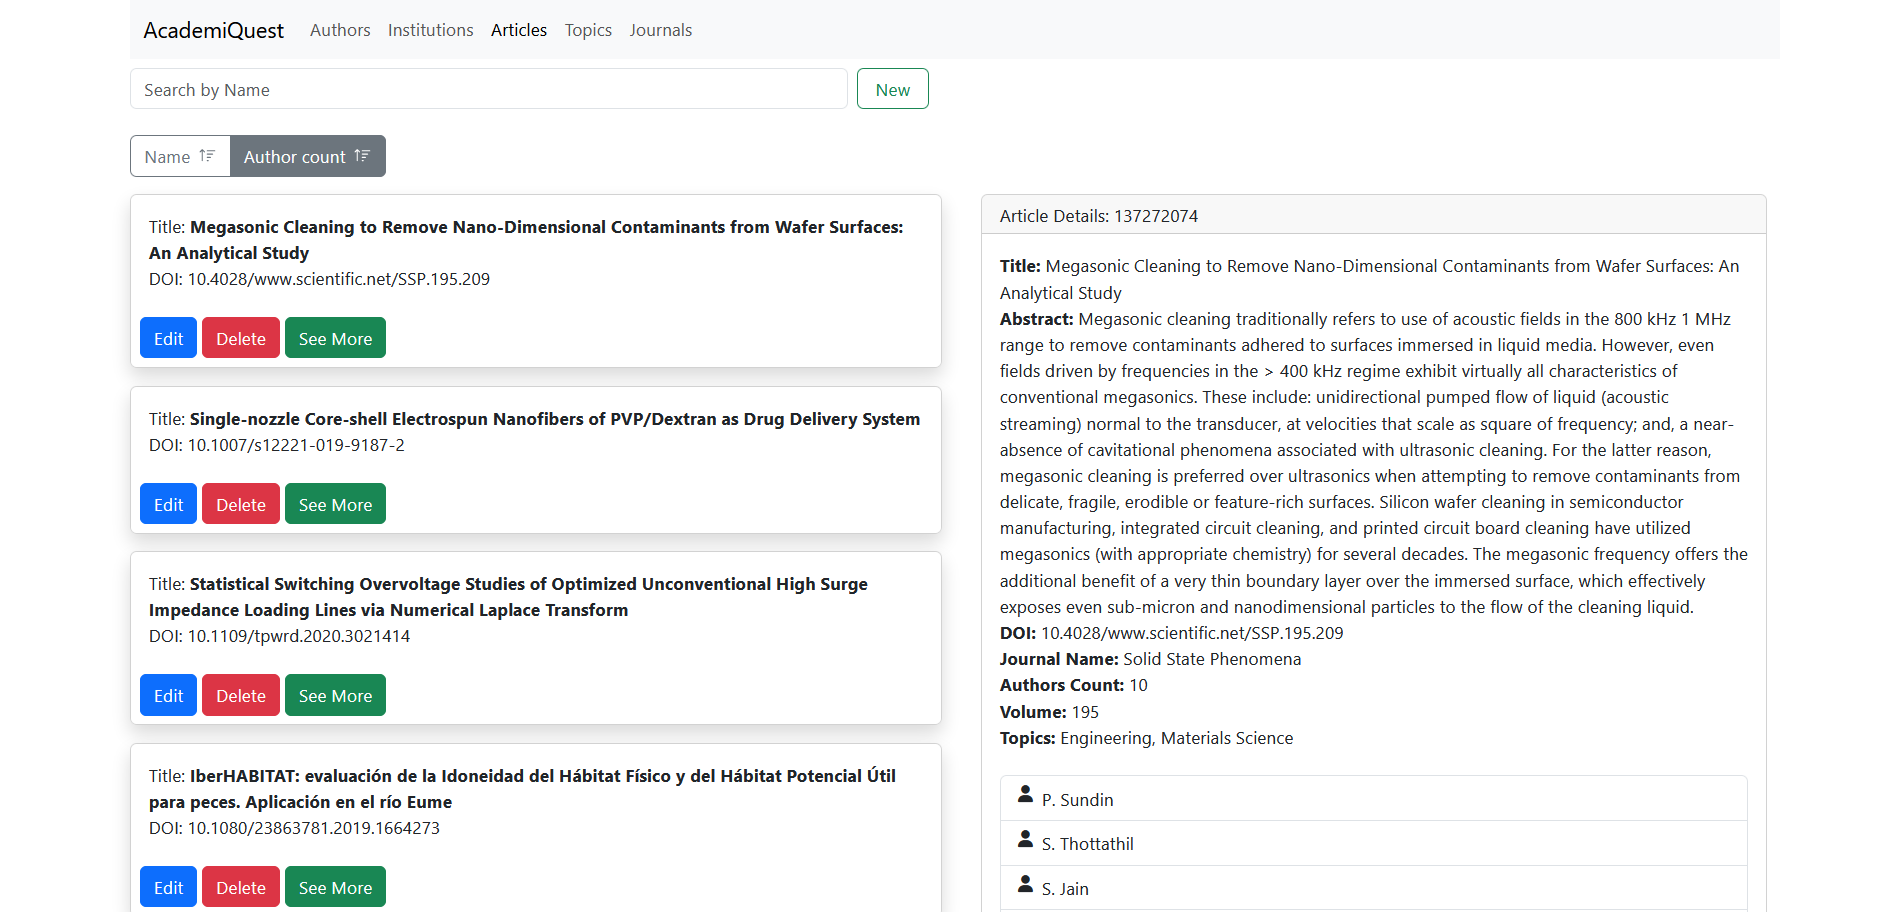 AcademiQuest Authors Institutions Articles Topics Journals
Search by Name New
Name Author count
Title: Megasonic Cleaning to Remove Nano-Dimensional Contaminants from Wafer Surfaces:
An Analytical Study
DOI: 10.4028/www.scientific.net/SSP.195.209
Edit Delete See More
Title: Single-nozzle Core-shell Electrospun Nanofibers of PVP/Dextran as Drug Delivery System
DOI: 10.1007/s12221-019-9187-2
Edit Delete See More
Title: Statistical Switching Overvoltage Studies of Optimized Unconventional High Surge
Impedance Loading Lines via Numerical Laplace Transform
DOI: 10.1109/tpwrd.2020.3021414
Edit Delete See More
Title: IberHABITAT: evaluación de la Idoneidad del Hábitat Físico y del Hábitat Potencial Útil
para peces. Aplicación en el río Eume
DOI: 10.1080/23863781.2019.1664273
Edit Delete See More
Article Details: 137272074
Title: Megasonic Cleaning to Remove Nano-Dimensional Contaminants from Wafer Surfaces: An
Analytical Study
Abstract: Megasonic cleaning traditionally refers to use of acoustic fields in the 800 kHz 1 MHz
range to remove contaminants adhered to surfaces immersed in liquid media. However, even
fields driven by frequencies in the > 400 kHz regime exhibit virtually all characteristics of
conventional megasonics. These include: unidirectional pumped flow of liquid (acoustic
streaming) normal to the transducer, at velocities that scale as square of frequency; and, a near-
absence of cavitational phenomena associated with ultrasonic cleaning. For the latter reason,
megasonic cleaning is preferred over ultrasonics when attempting to remove contaminants from
delicate, fragile, erodible or feature-rich surfaces. Silicon wafer cleaning in semiconductor
manufacturing, integrated circuit cleaning, and printed circuit board cleaning have utilized
megasonics (with appropriate chemistry) for several decades. The megasonic frequency offers the
additional benefit of a very thin boundary layer over the immersed surface, which effectively
exposes even sub-micron and nanodimensional particles to the flow of the cleaning liquid.
DOI: 10.4028/www.scientific.net/SSP.195.209
Journal Name: Solid State Phenomena
Authors Count: 10
Volume: 195
Topics: Engineering, Materials Science
P. Sundin
S. Thottathil
S. Jain